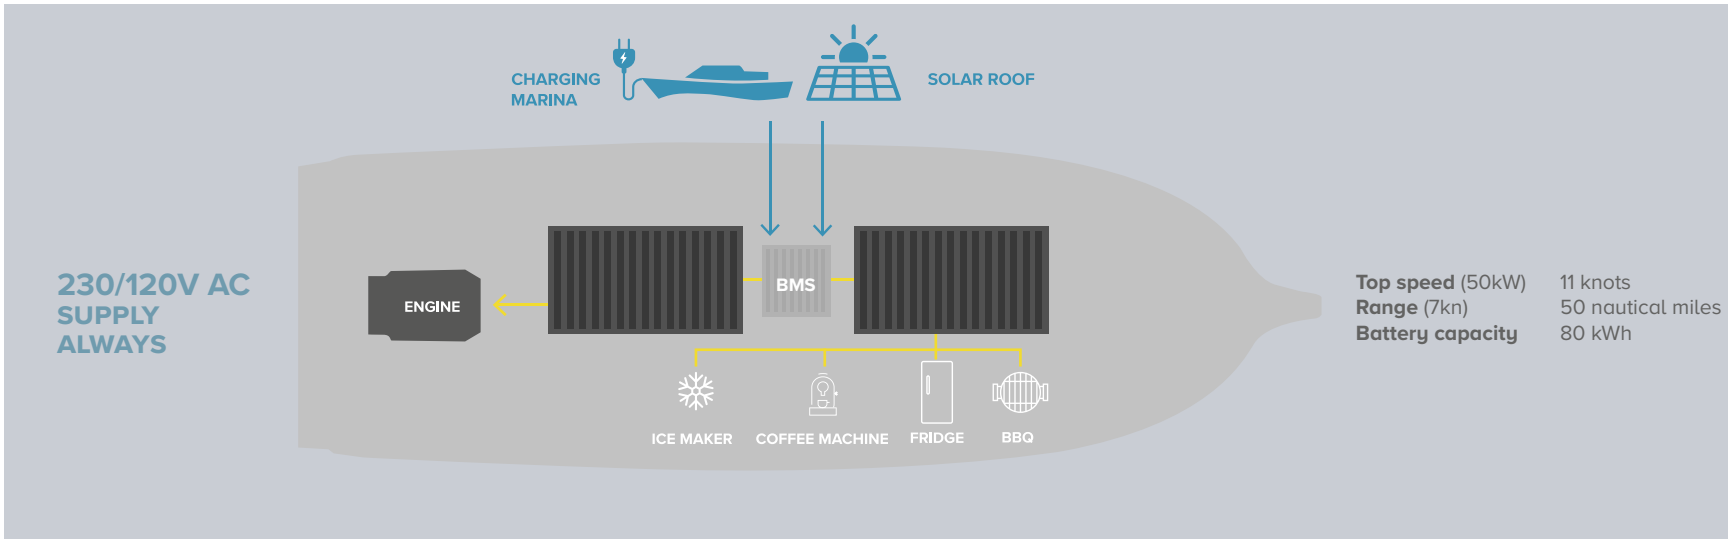 CHARGING
MARINA
SOLAR ROOF
230/120V AC
SUPPLY
ALWAYS
ENGINE
BMS
ICE MAKER
COFFEE MACHINE
FRIDGE
BBQ
Top speed (50kW) 11 knots
Range (7kn) 50 nautical miles
Battery capacity 80 kWh